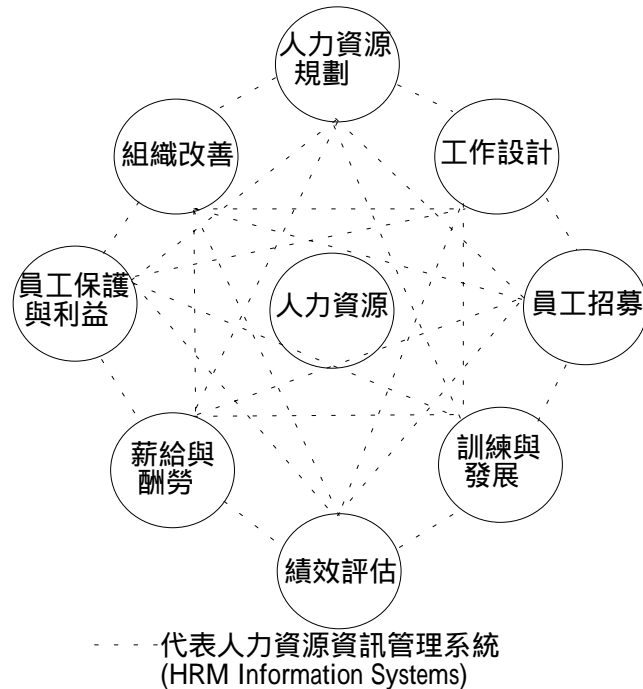 人力資源
規劃
組織改善
工作設計
員工保護
與利益
人力資源
員工招募
薪給與
酬勞
訓練與
發展
績效評估
- - - -代表人力資源資訊管理系統
(HRM Information Systems)